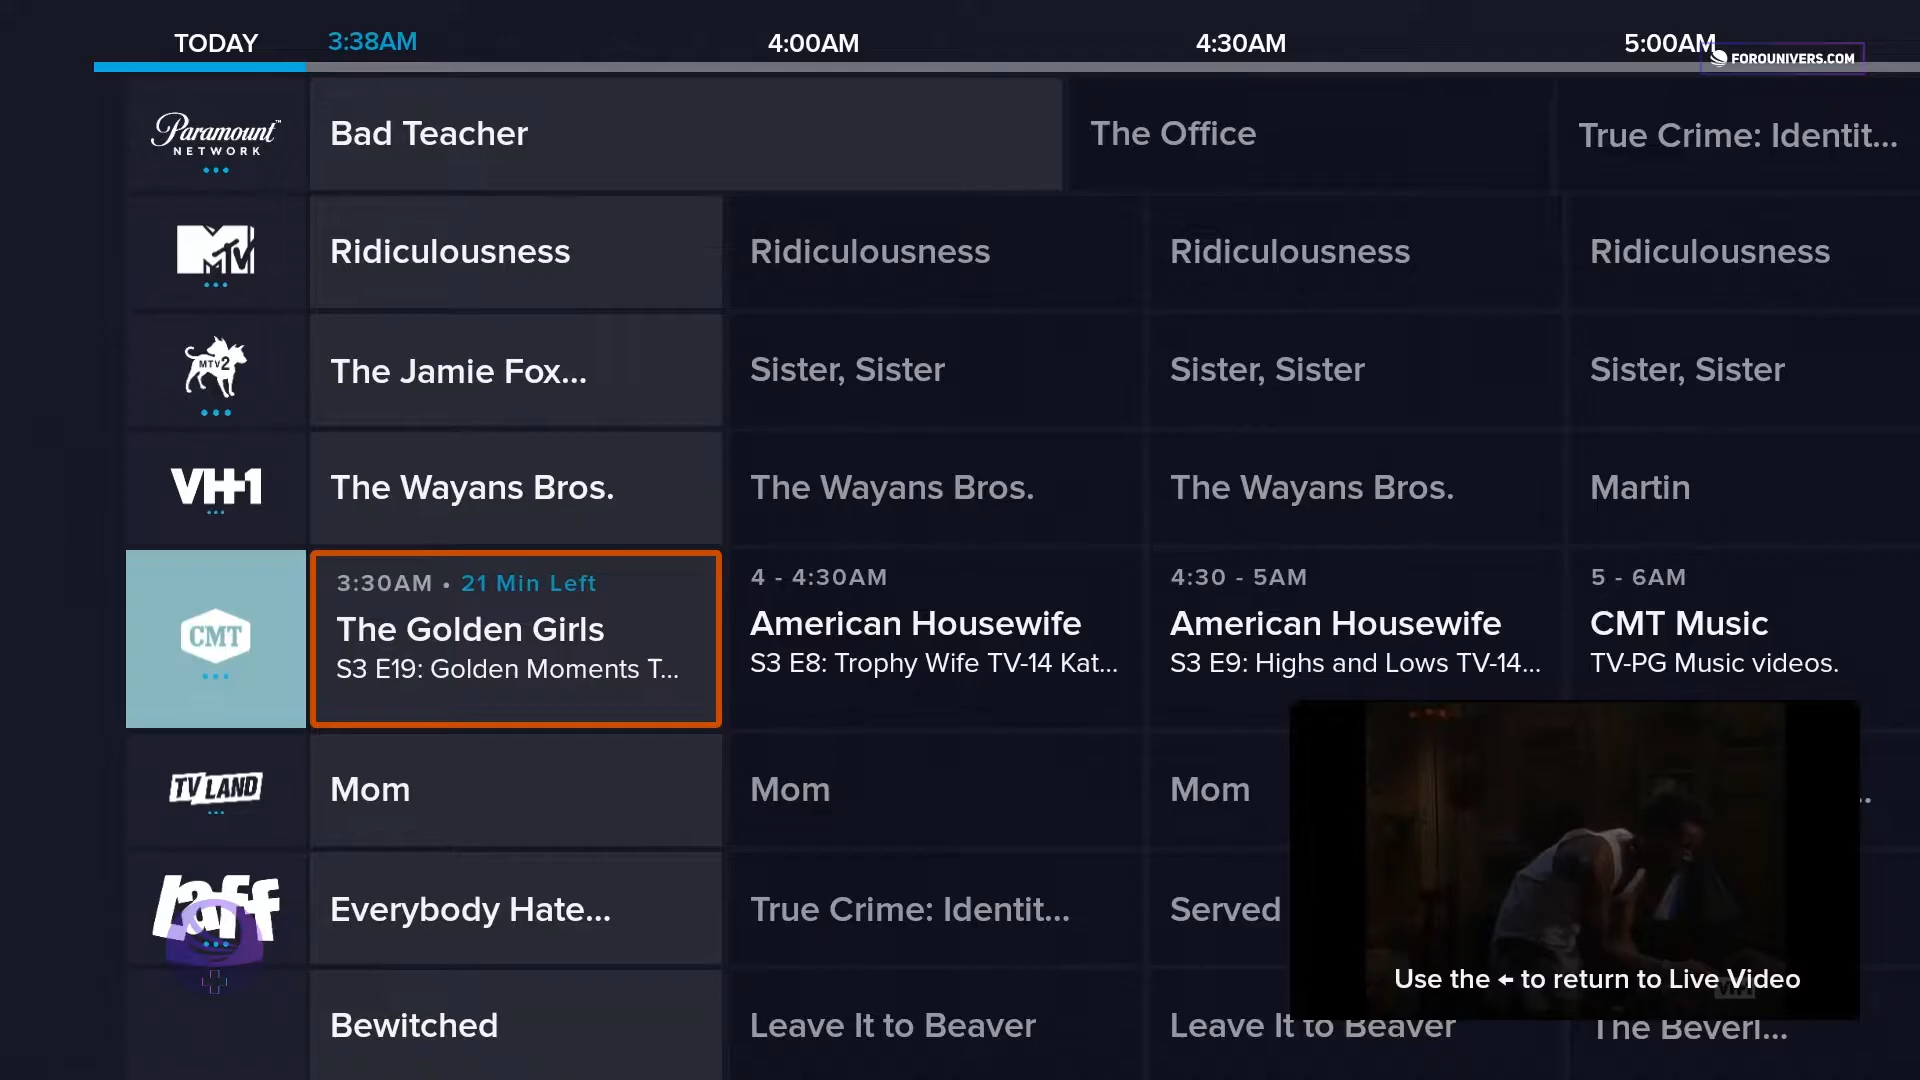 TODAY 3:38AM 4:00AM 4:30AM 5:00AM
FOROUNIVERS.COM
Paramount NETWORK
Bad Teacher The Office True Crime: Identit...
MTV
Ridiculousness Ridiculousness Ridiculousness Ridiculousness
MTV2
The Jamie Fox... Sister, Sister Sister, Sister Sister, Sister
VH1
The Wayans Bros. The Wayans Bros. The Wayans Bros. Martin
CMT
3:30AM • 21 Min Left 4 - 4:30AM 4:30 - 5AM 5 - 6AM
The Golden Girls American Housewife American Housewife CMT Music
S3 E19: Golden Moments T... S3 E8: Trophy Wife TV-14 Kat... S3 E9: Highs and Lows TV-14... TV-PG Music videos.
TV LAND
Mom Mom Mom
laff
Everybody Hate... True Crime: Identit... Served
Use the ← to return to Live Video
VH1
Bewitched Leave It to Beaver Leave It to Beaver The Beverl...